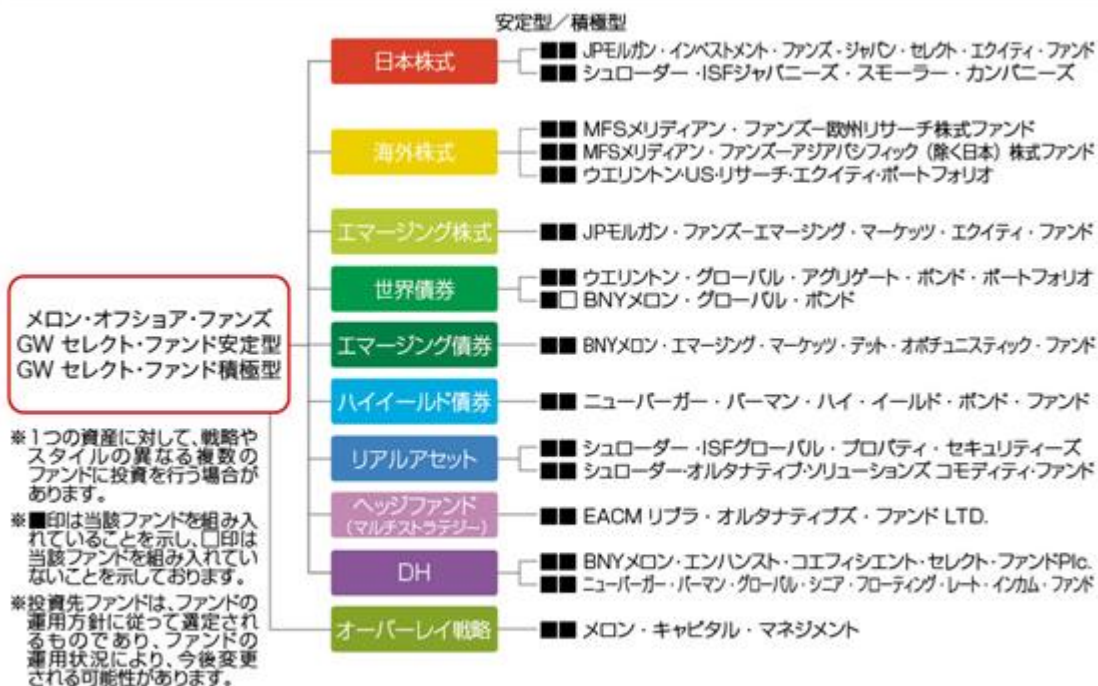 安定型／積極型
日本株式
■■ JPモルガン・インベストメント・ファンズ-ジャパン・セレクト・エクイティ・ファンド
■■ シュローダー・ISFジャパニーズ・スモーラー・カンパニーズ
海外株式
■■ MFSメリディアン・ファンズ―欧州リサーチ株式ファンド
■■ MFSメリディアン・ファンズ―アジアパシフィック（除く日本）株式ファンド
■■ ウエリントン・US・リサーチ・エクイティ・ポートフォリオ
エマージング株式
■■ JPモルガン・ファンズ―エマージング・マーケッツ・エクイティ・ファンド
世界債券
■■ ウエリントン・グローバル・アグリゲート・ボンド・ポートフォリオ
■□ BNYメロン・グローバル・ボンド
エマージング債券
■■ BNYメロン・エマージング・マーケッツ・デット・オポチュニスティック・ファンド
ハイイールド債券
■■ ニューバーガー・バーマン・ハイ・イールド・ボンド・ファンド
リアルアセット
■■ シュローダー・ISFグローバル・プロパティ・セキュリティーズ
■■ シュローダー・オルタナティブ・ソリューションズ コモディティ・ファンド
ヘッジファンド
（マルチストラテジー）
■■ EACM リブラ・オルタナティブズ・ファンド LTD.
DH
■■ BNYメロン・エンハンスト・コエフィシエント・セレクト・ファンドPlc.
■■ ニューバーガー・バーマン・グローバル・シニア・フローティング・レート・インカム・ファンド
オーバーレイ戦略
■■ メロン・キャピタル・マネジメント
メロン・オフショア・ファンズ
GW セレクト・ファンド安定型
GW セレクト・ファンド積極型
※1つの資産に対して、戦略や
スタイルの異なる複数の
ファンドに投資を行う場合が
あります。
※■印は当該ファンドを組み入
れていることを示し、□印は
当該ファンドを組み入れてい
ないことを示しております。
※投資先ファンドは、ファンドの
運用方針に従って選定され
るものであり、ファンドの
運用状況により、今後変更
される可能性があります。